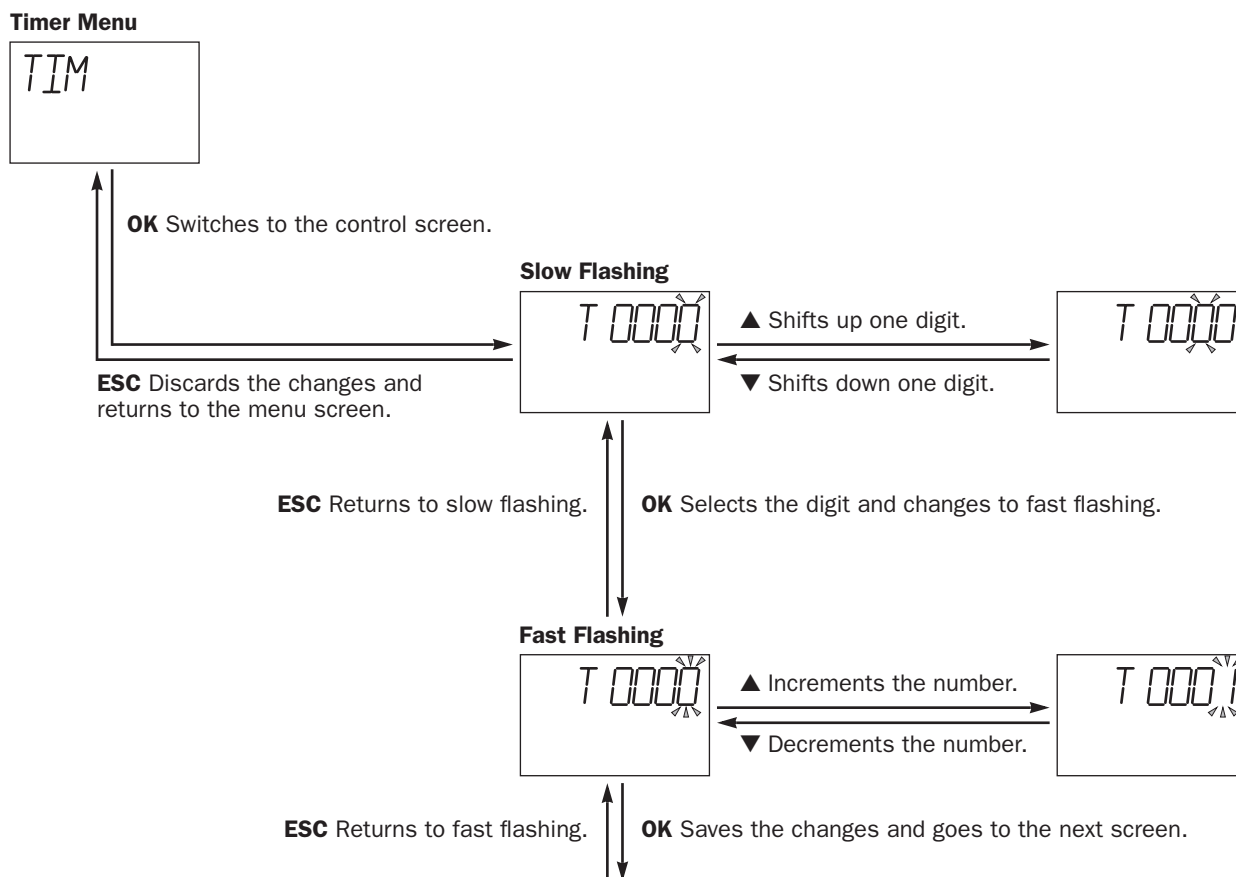 Timer Menu
TIM
OK Switches to the control screen.
Slow Flashing
T 0000
▲ Shifts up one digit.
T 0000
ESC Discards the changes and
returns to the menu screen.
▼ Shifts down one digit.
ESC Returns to slow flashing.
OK Selects the digit and changes to fast flashing.
Fast Flashing
T 0000
▲ Increments the number.
T 0001
▼ Decrements the number.
ESC Returns to fast flashing.
OK Saves the changes and goes to the next screen.